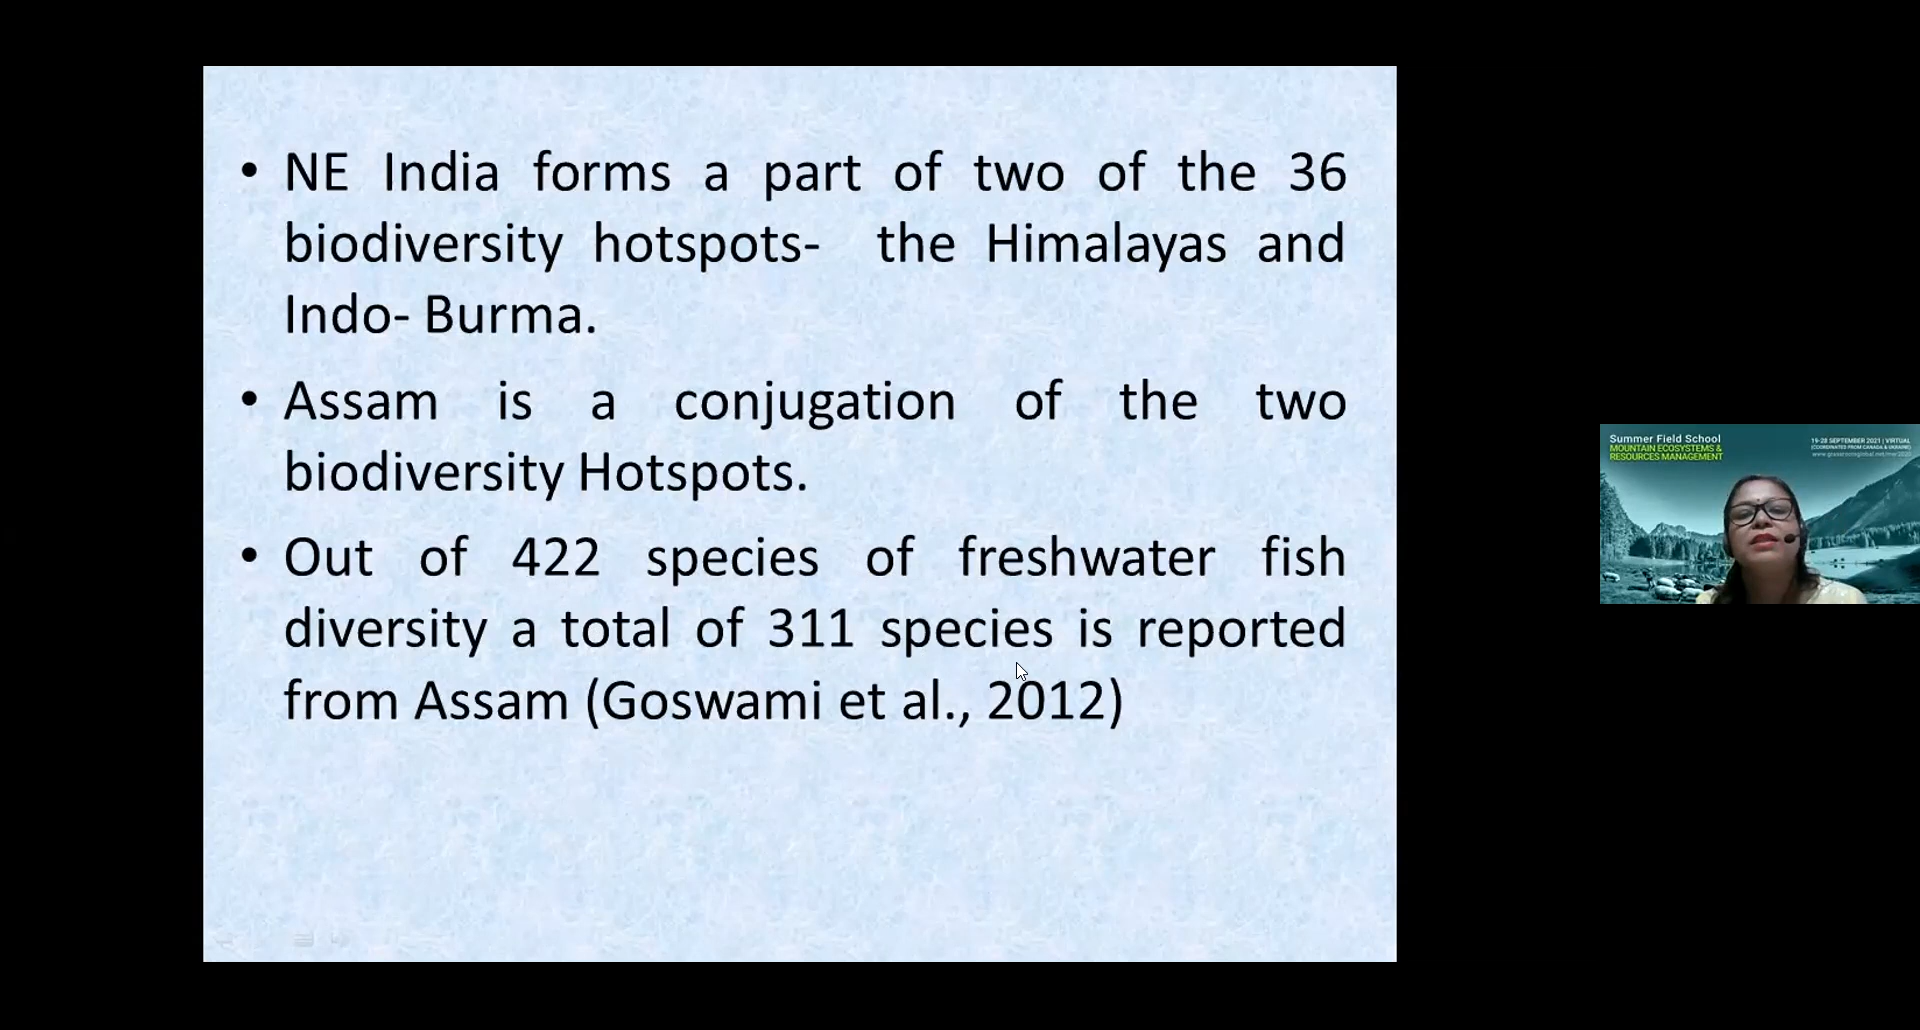 • NE India forms a part of two of the 36
biodiversity hotspots- the Himalayas and
Indo- Burma.
• Assam is a conjugation of the two
biodiversity Hotspots.
• Out of 422 species of freshwater fish
diversity a total of 311 species is reported
from Assam (Goswami et al., 2012)
Summer Field School
MOUNTAIN ECOSYSTEMS &
RESOURCES MANAGEMENT
19-28 SEPTEMBER 2021 | VIRTUAL
(COORDINATES FROM CANADA & UKRAINE)